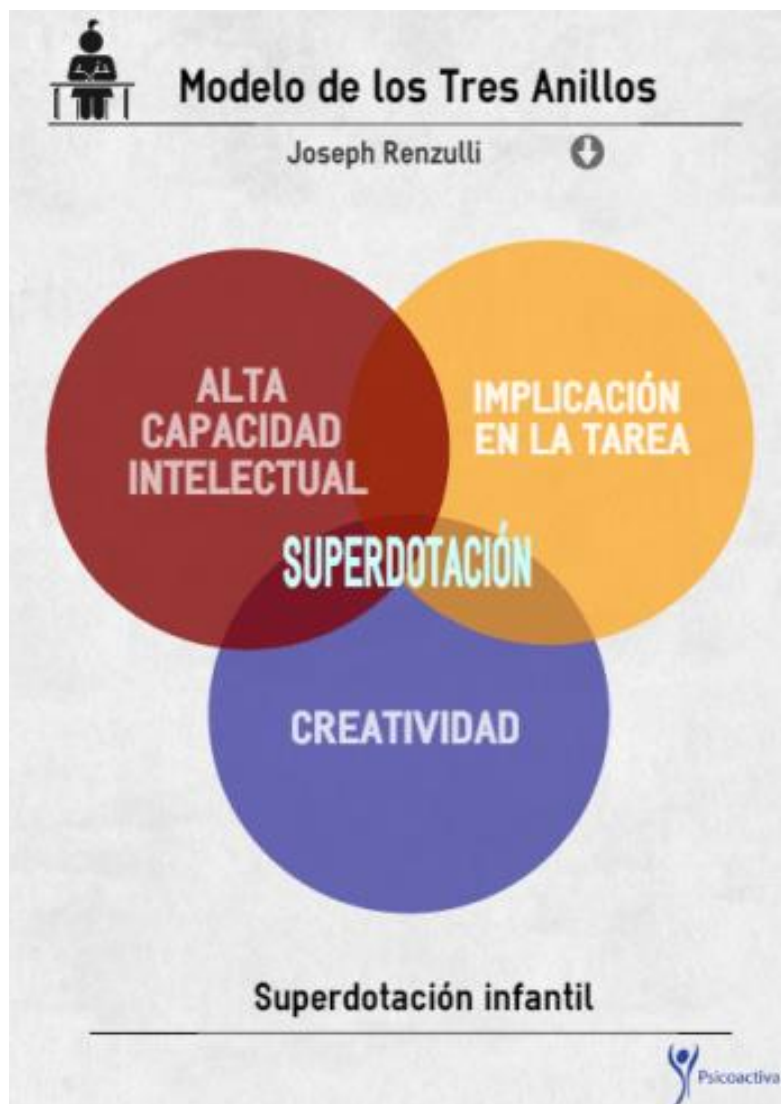 Modelo de los Tres Anillos
Joseph Renzulli
ALTA
CAPACIDAD
INTELECTUAL
IMPLICACIÓN
EN LA TAREA
SUPERDOTACIÓN
CREATIVIDAD
Superdotación infantil
Psicoactiva